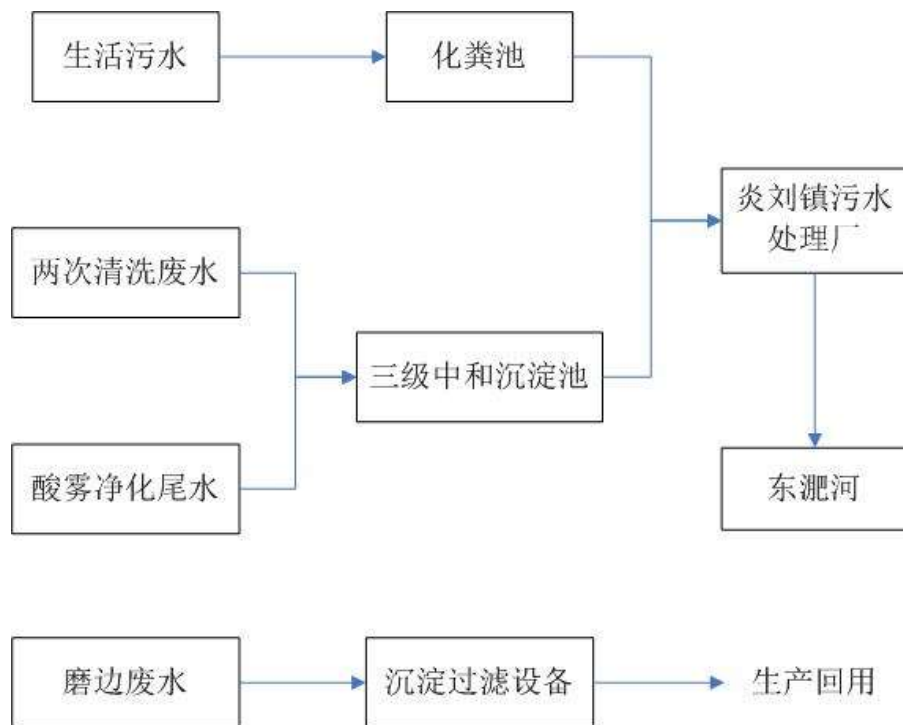 生活污水
化粪池
炎刘镇污水
处理厂
两次清洗废水
三级中和沉淀池
酸雾净化尾水
东淝河
磨边废水
沉淀过滤设备
生产回用